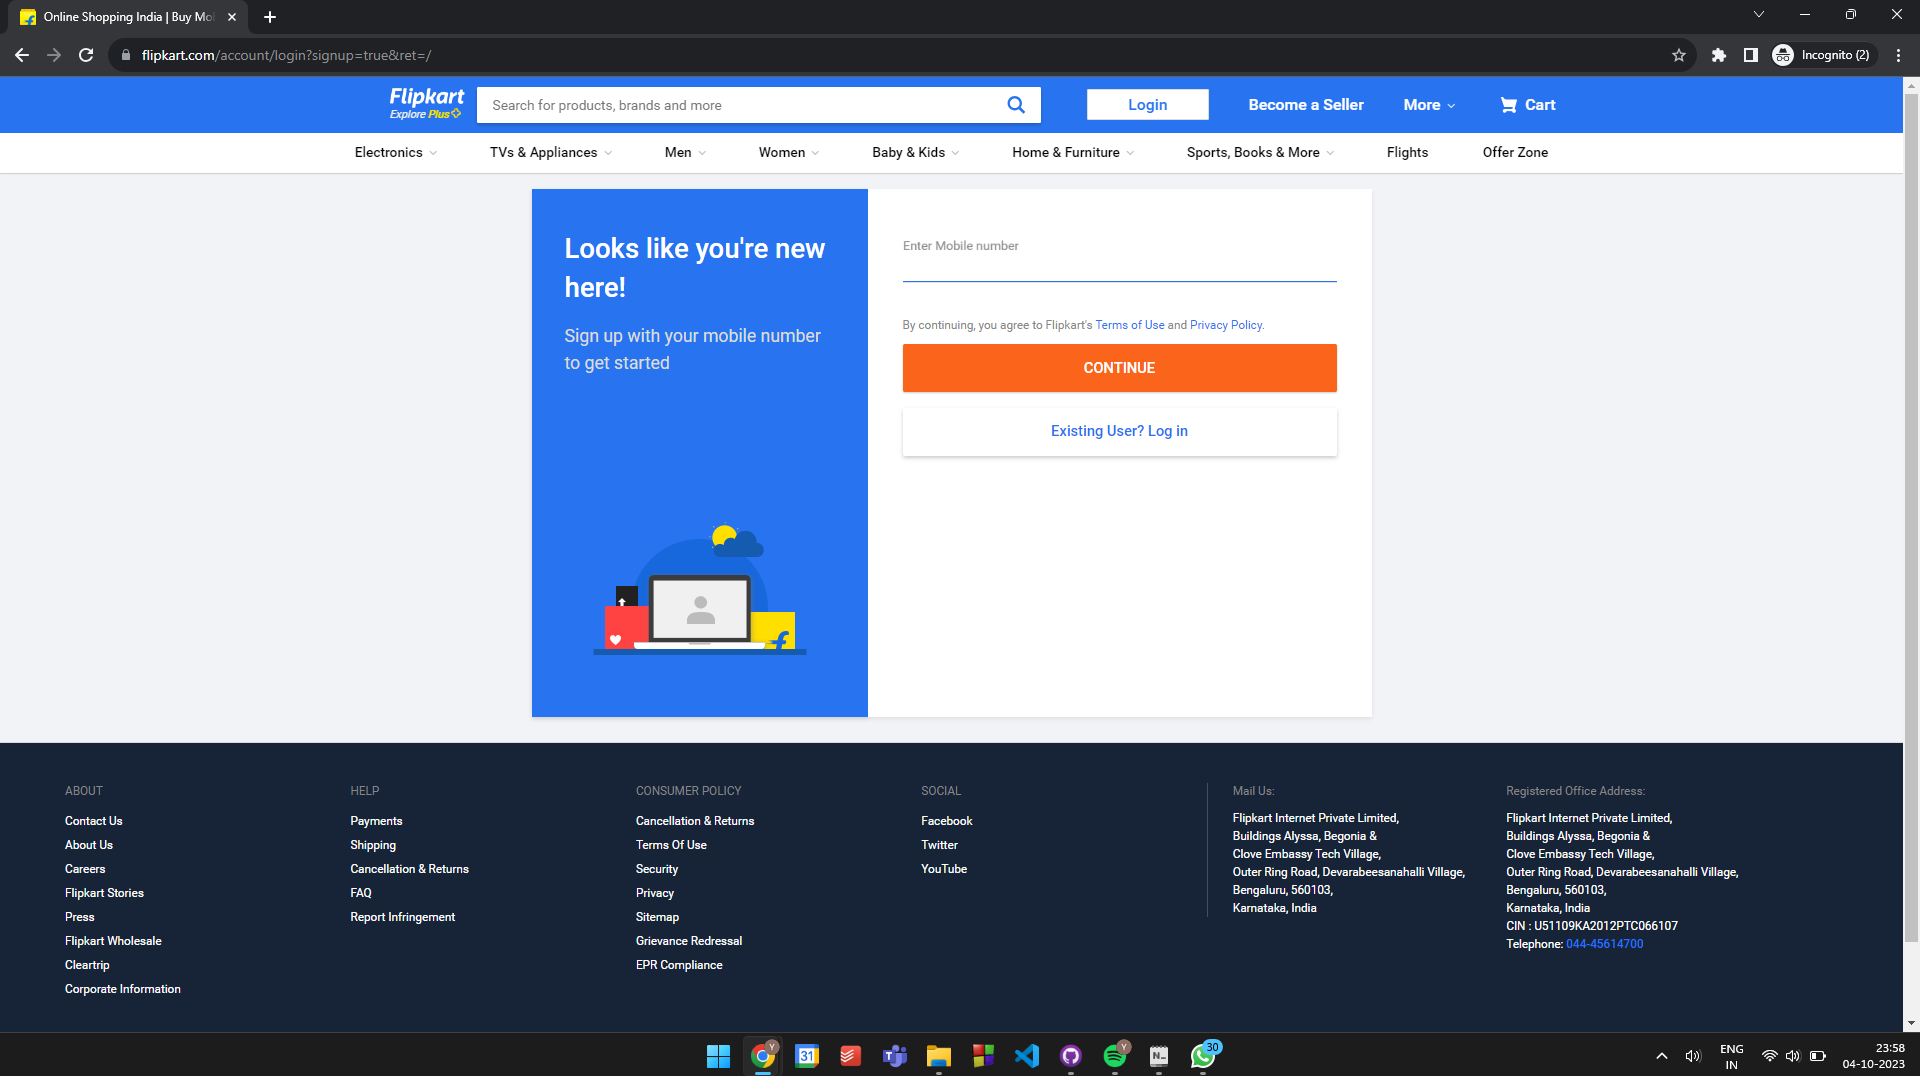 Online Shopping India | Buy Mo
flipkart.com/account/login?signup=true&ret=/
Incognito (2)
Flipkart
Explore Plus
Search for products, brands and more
Login
Become a Seller
More
Cart
Electronics
TVs & Appliances
Men
Women
Baby & Kids
Home & Furniture
Sports, Books & More
Flights
Offer Zone
Looks like you're new
here!
Sign up with your mobile number
to get started
Enter Mobile number
By continuing, you agree to Flipkart's Terms of Use and Privacy Policy.
CONTINUE
Existing User? Log in
ABOUT
Contact Us
About Us
Careers
Flipkart Stories
Press
Flipkart Wholesale
Cleartrip
Corporate Information
HELP
Payments
Shipping
Cancellation & Returns
FAQ
Report Infringement
CONSUMER POLICY
Cancellation & Returns
Terms Of Use
Security
Privacy
Sitemap
Grievance Redressal
EPR Compliance
SOCIAL
Facebook
Twitter
YouTube
Mail Us:
Flipkart Internet Private Limited,
Buildings Alyssa, Begonia &
Clove Embassy Tech Village,
Outer Ring Road, Devarabeesanahalli Village,
Bengaluru, 560103,
Karnataka, India
Registered Office Address:
Flipkart Internet Private Limited,
Buildings Alyssa, Begonia &
Clove Embassy Tech Village,
Outer Ring Road, Devarabeesanahalli Village,
Bengaluru, 560103,
Karnataka, India
CIN : U51109KA2012PTC066107
Telephone: 044-45614700
Y
31
T
Y
N
30
ENG
IN
23:58
04-10-2023